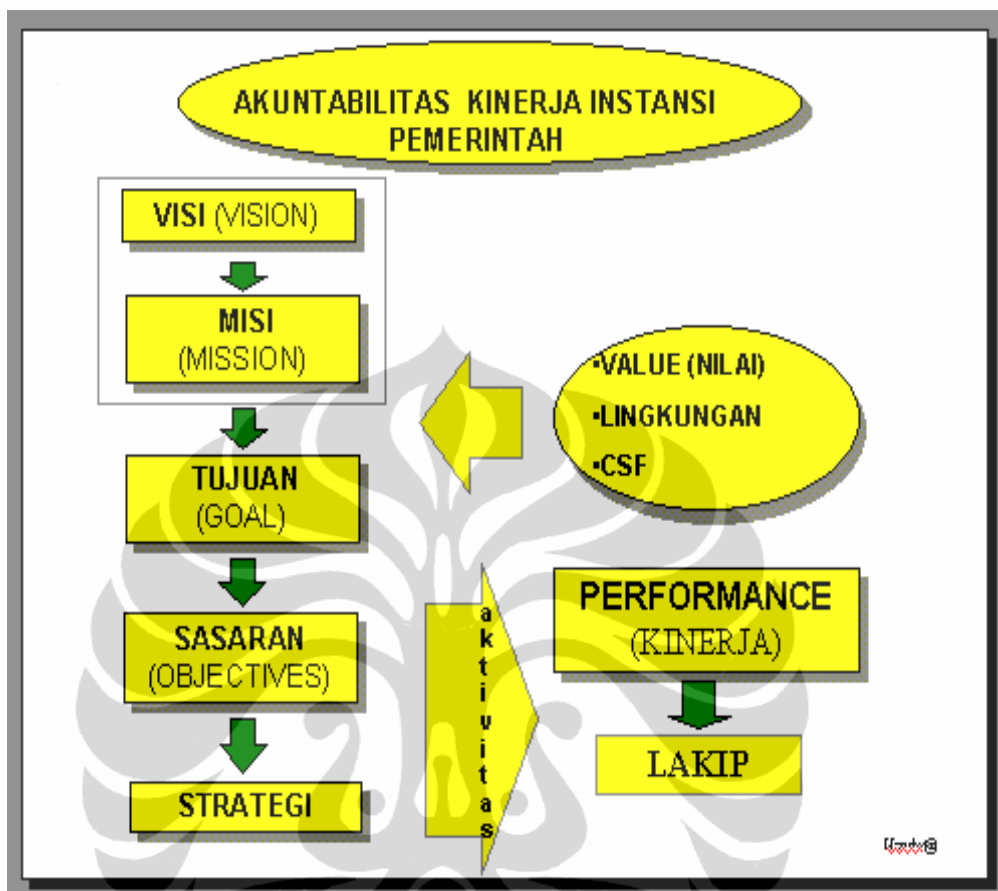 AKUNTABILITAS KINERJA INSTANSI
PEMERINTAH
VISI (VISION)
MISI
(MISSION)
▪VALUE (NILAI)
▪LINGKUNGAN
▪CSF
TUJUAN
(GOAL)
SASARAN
(OBJECTIVES)
STRATEGI
aktivitas
PERFORMANCE
(KINERJA)
LAKIP